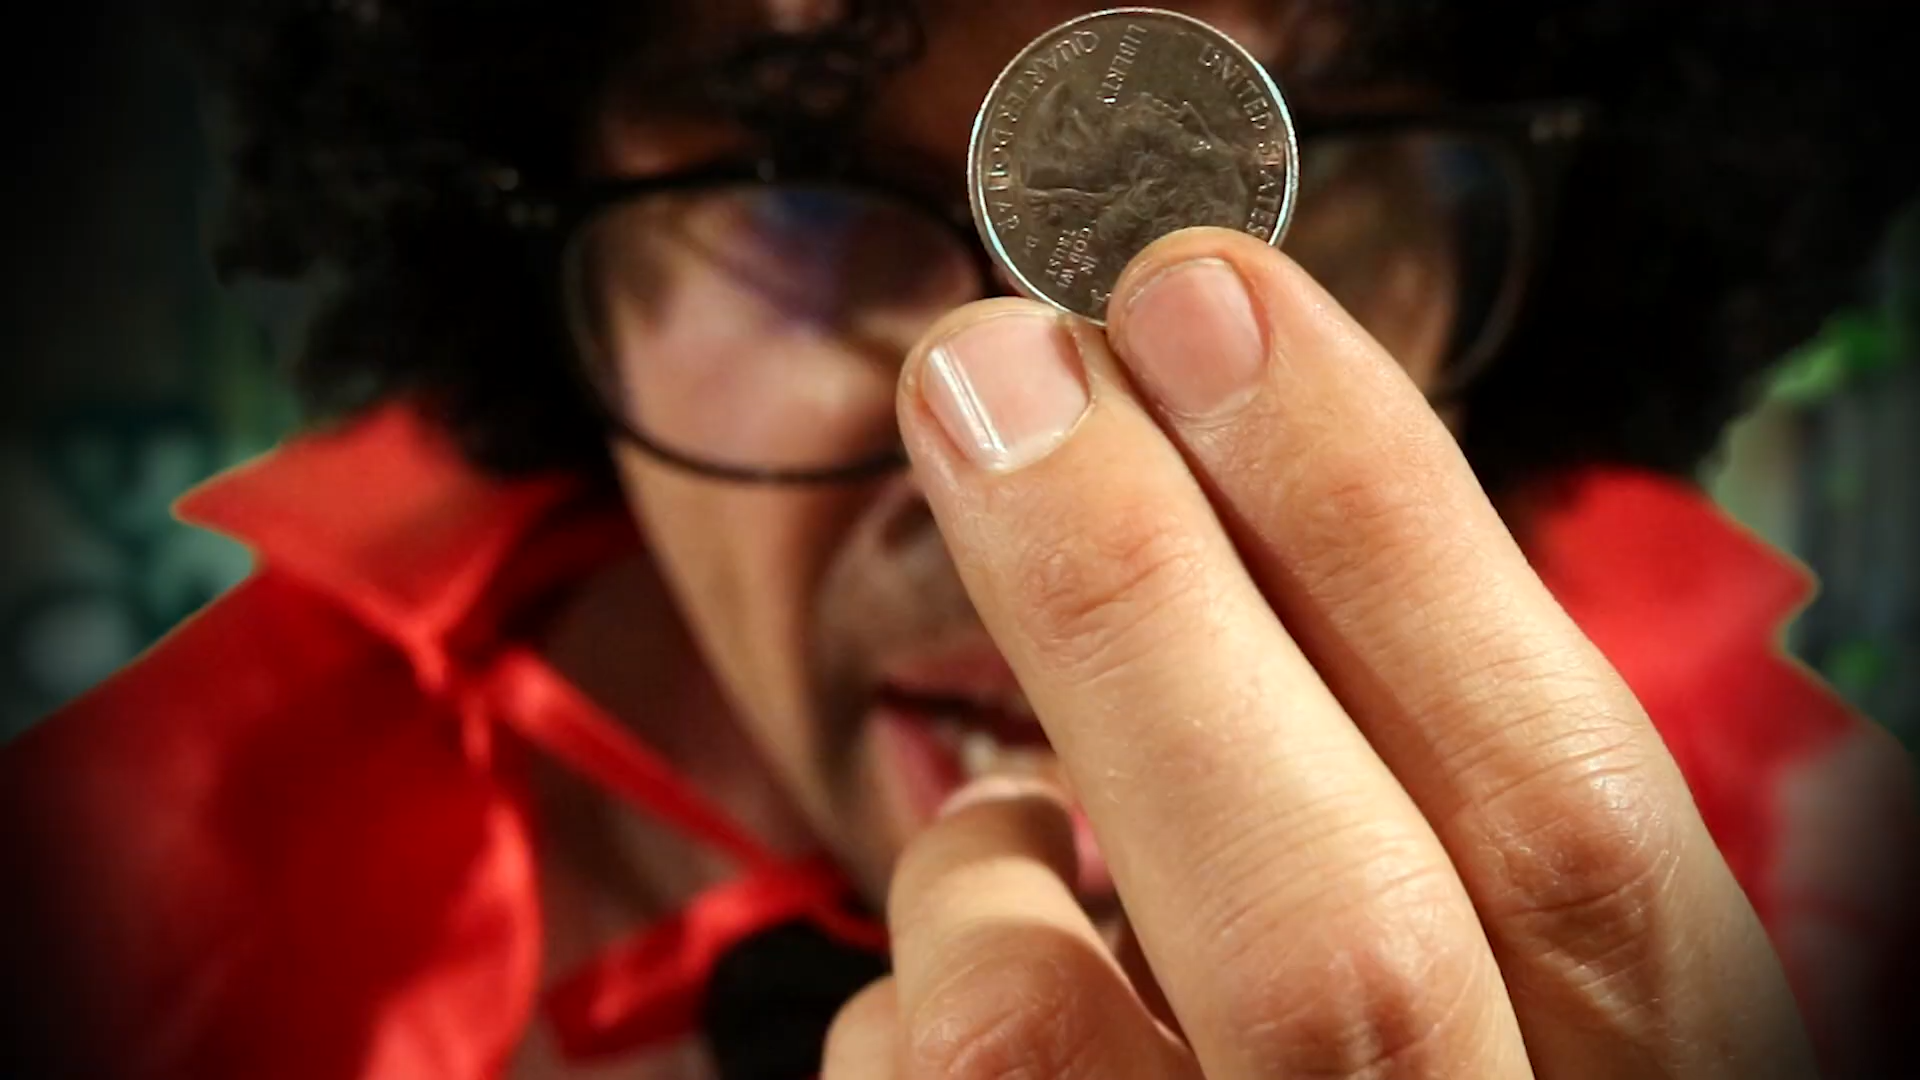 UNITED STATES
LIBERTY
QUARTER DOLLAR
IN
GOD WE
TRUST
D